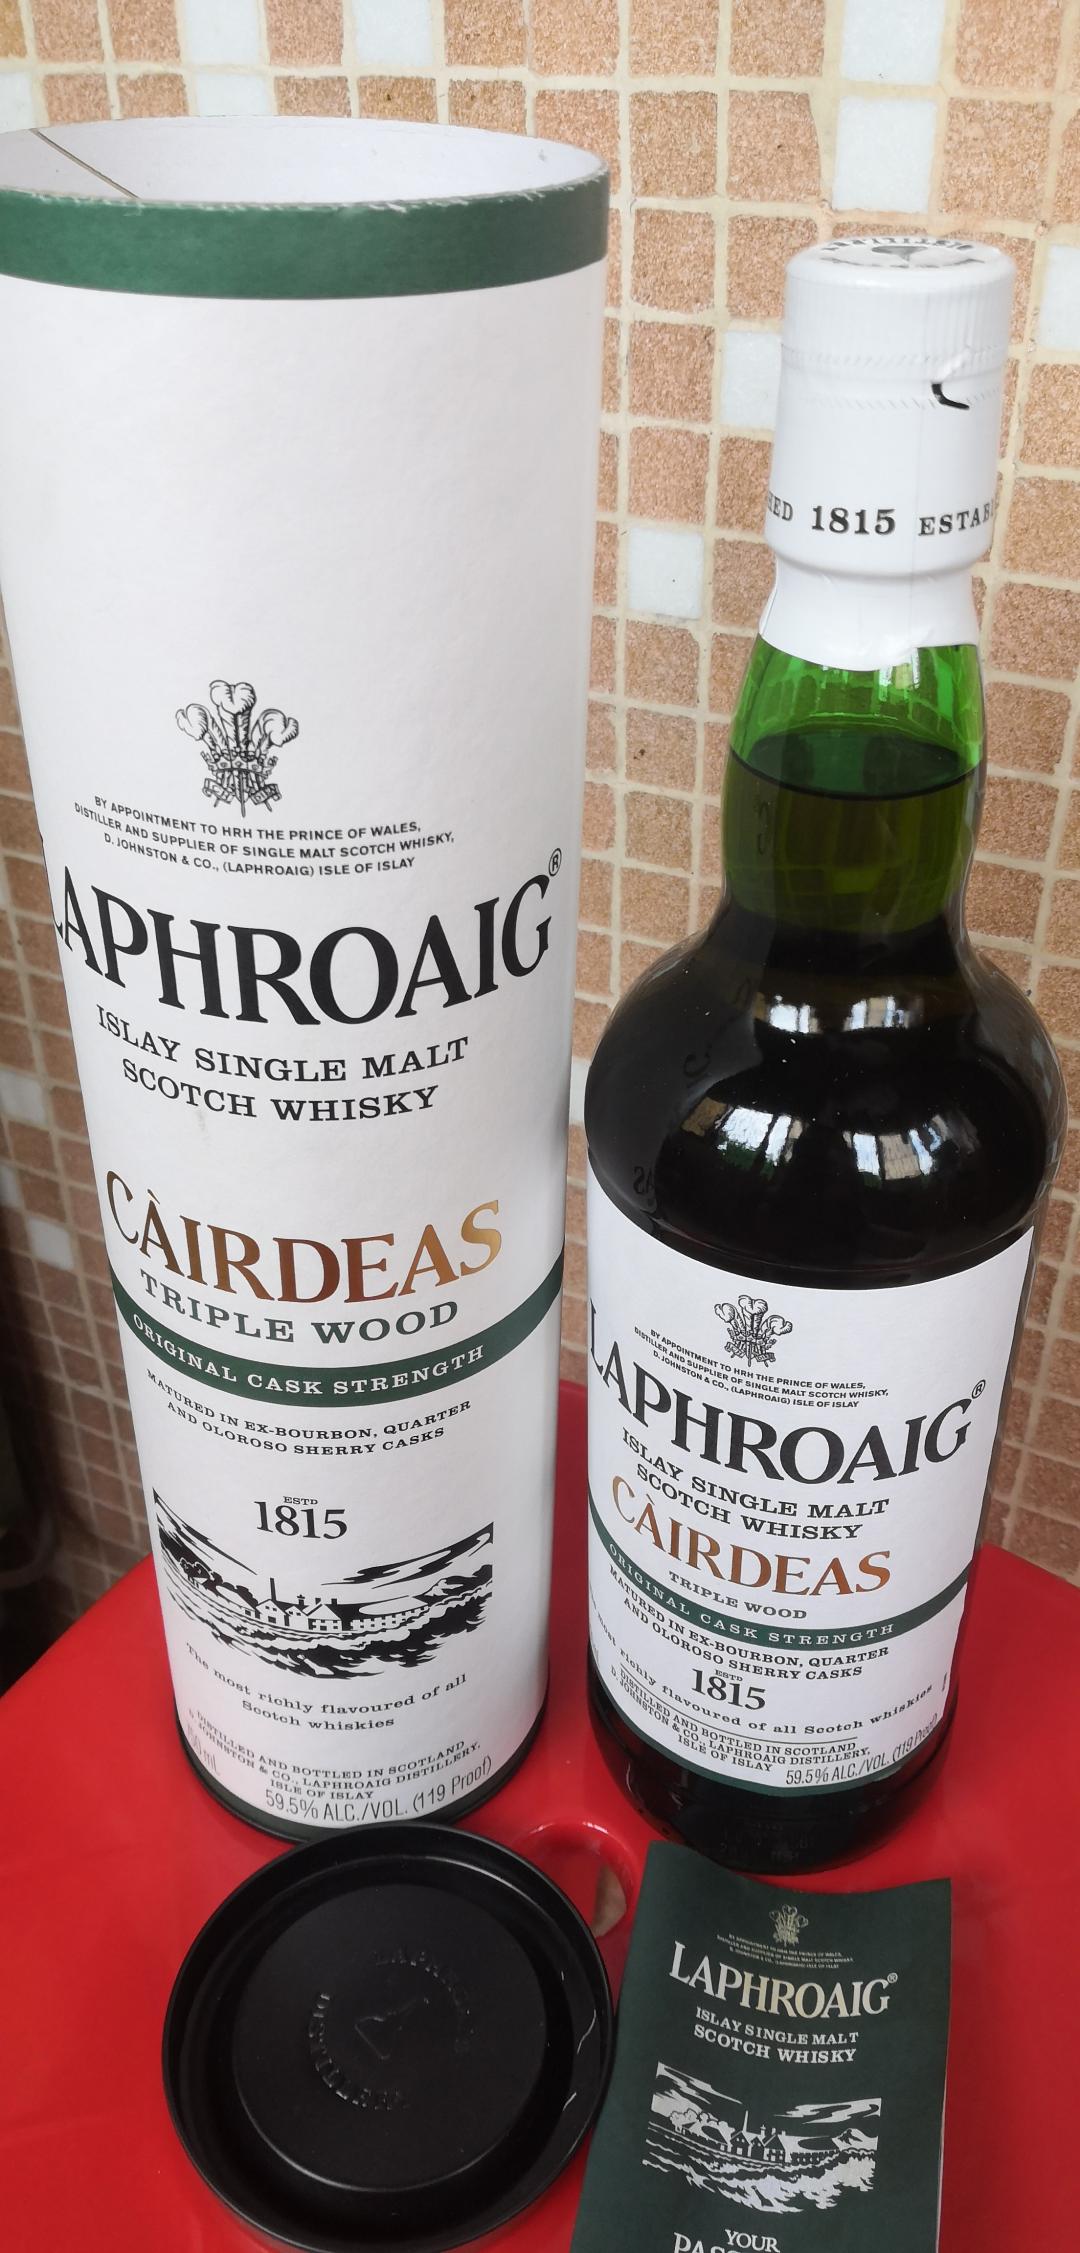 BY APPOINTMENT TO HRH THE PRINCE OF WALES,
DISTILLER AND SUPPLIER OF SINGLE MALT SCOTCH WHISKY,
D. JOHNSTON & CO., (LAPHROAIG) ISLE OF ISLAY
LAPHROAIG®
ISLAY SINGLE MALT
SCOTCH WHISKY
CÀIRDEAS
TRIPLE WOOD
ORIGINAL CASK STRENGTH
MATURED IN EX-BOURBON, QUARTER
AND OLOROSO SHERRY CASKS
ESTD
1815
The most richly flavoured of all
Scotch whiskies
DISTILLED AND BOTTLED IN SCOTLAND
JOHNSTON & CO., LAPHROAIG DISTILLERY,
ISLE OF ISLAY
ml
59.5% ALC./VOL. (119 Proof)
1815 ESTAB
BY APPOINTMENT TO HRH THE PRINCE OF WALES,
DISTILLER AND SUPPLIER OF SINGLE MALT SCOTCH WHISKY,
D. JOHNSTON & CO., (LAPHROAIG) ISLE OF ISLAY
LAPHROAIG®
ISLAY SINGLE MALT
SCOTCH WHISKY
CÀIRDEAS
TRIPLE WOOD
ORIGINAL CASK STRENGTH
MATURED IN EX-BOURBON, QUARTER
AND OLOROSO SHERRY CASKS
ESTD
1815
most richly flavoured of all Scotch whiskies
DISTILLED AND BOTTLED IN SCOTLAND
D. JOHNSTON & CO., LAPHROAIG DISTILLERY,
ISLE OF ISLAY
59.5% ALC./VOL. (119 Proof)
LAPHROAIG®
ISLAY SINGLE MALT
SCOTCH WHISKY
YOUR